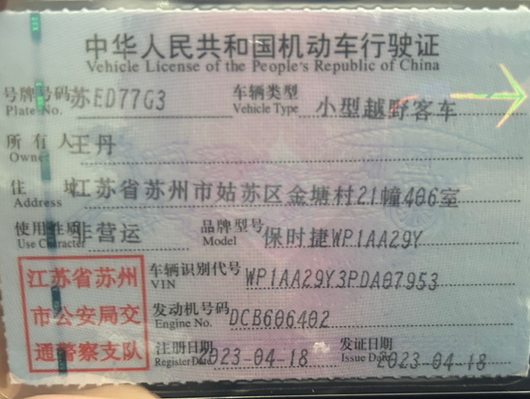 中华人民共和国机动车行驶证
Vehicle License of the People's Republic of China
号牌号码 苏ED77G3 车辆类型 小型越野客车
Plate No. Vehicle Type
所有人 王丹
Owner
住址 江苏省苏州市姑苏区金塘村21幢406室
Address
使用性质 非营运 品牌型号 保时捷WP1AA29Y
Use Character Model
江苏省苏州
市公安局交
通警察支队
车辆识别代号 WP1AA29Y3PDA07953
VIN
发动机号码 DCB606402
Engine No.
注册日期 2023-04-18 发证日期 2023-04-18
Register Date Issue Date